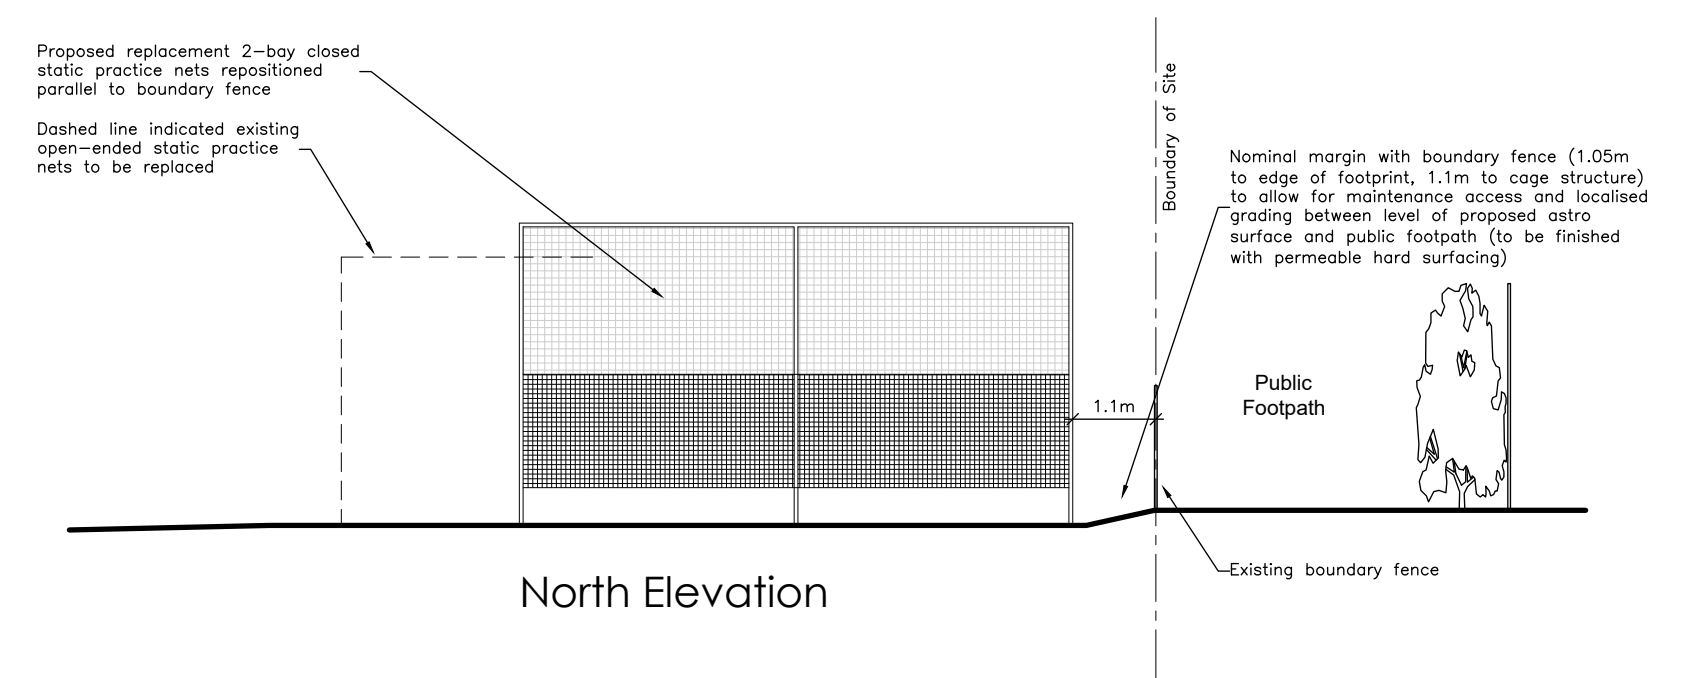 Proposed replacement 2-bay closed
static practice nets repositioned
parallel to boundary fence
Dashed line indicated existing
open-ended static practice
nets to be replaced
Boundary of Site
Nominal margin with boundary fence (1.05m
to edge of footprint, 1.1m to cage structure)
to allow for maintenance access and localised
grading between level of proposed astro
surface and public footpath (to be finished
with permeable hard surfacing)
1.1m
Public
Footpath
Existing boundary fence
North Elevation